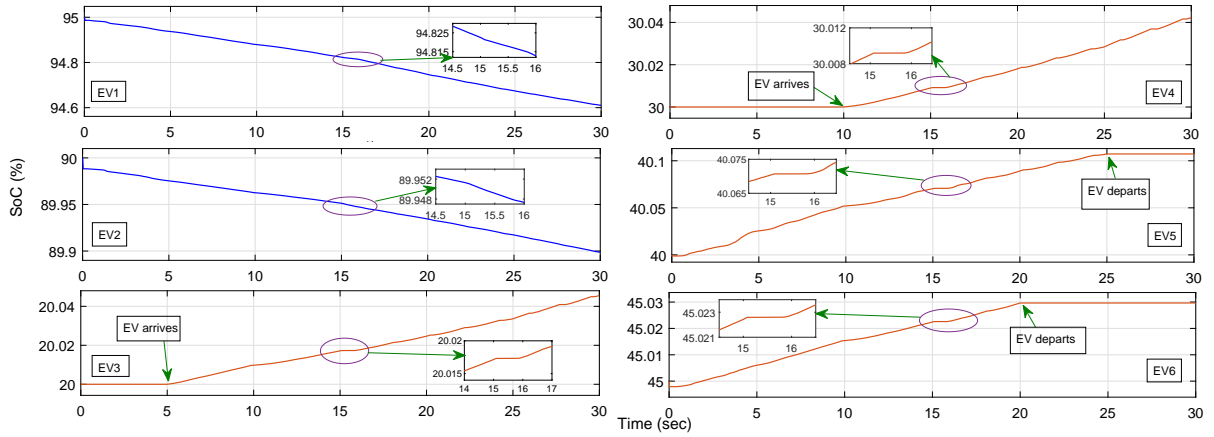 SoC (%)
95
94.8
94.6
94.825
94.815
14.5 15 15.5 16
EV1
0 5 10 15 20 25 30
90
89.95
89.9
89.952
89.948
14.5 15 15.5 16
EV2
0 5 10 15 20 25 30
20.04
20.02
20
EV arrives
20.02
20.015
14 15 16 17
EV3
0 5 10 15 20 25 30
30.04
30.02
30
30.012
30.008
15 16
EV arrives
EV4
0 5 10 15 20 25 30
40.1
40.05
40
40.075
40.065
15 16
EV departs
EV5
0 5 10 15 20 25 30
45.03
45.02
45.01
45
45.023
45.021
15 16
EV departs
EV6
0 5 10 15 20 25 30
Time (sec)